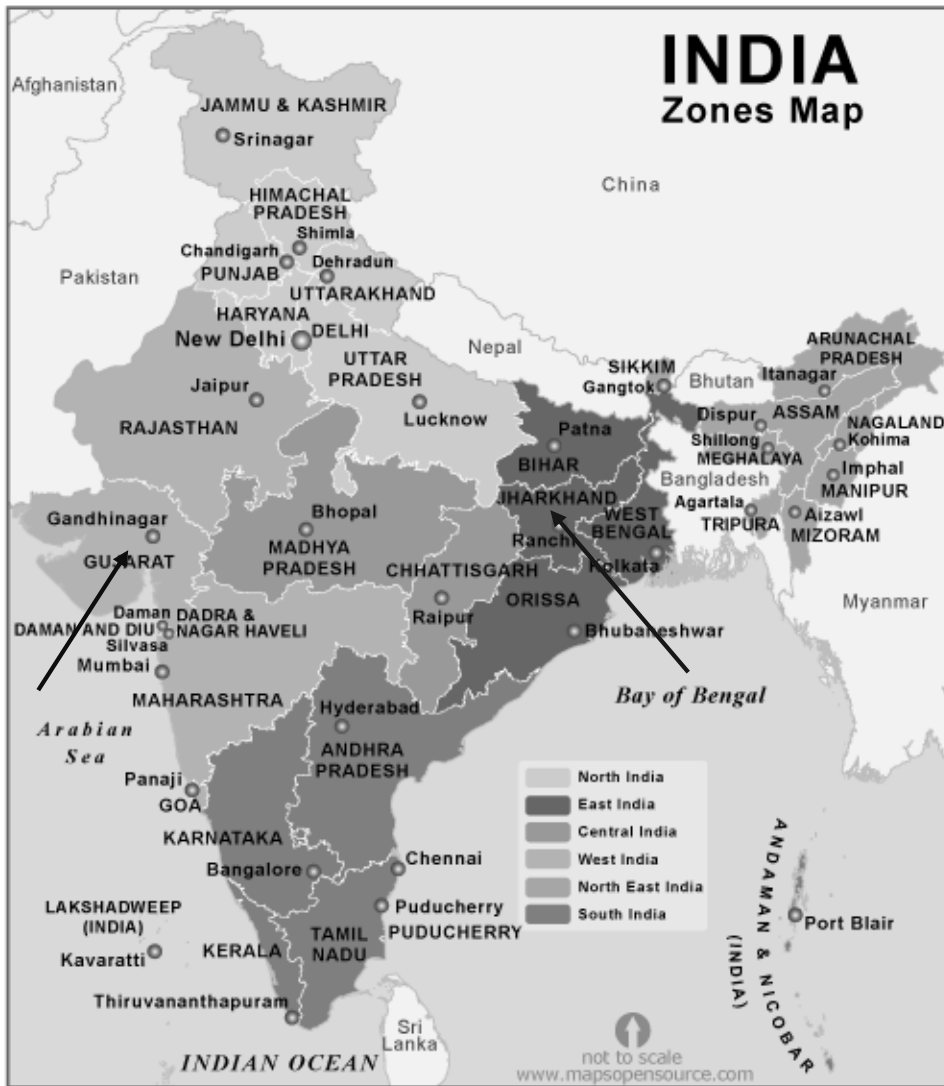 INDIA
Zones Map
Afghanistan
JAMMU & KASHMIR
Srinagar
China
HIMACHAL
PRADESH
Shimla
Chandigarh
PUNJAB
Dehradun
Pakistan
UTTARAKHAND
HARYANA
New Delhi
DELHI
Nepal
UTTAR
PRADESH
SIKKIM
Gangtok
Bhutan
ARUNACHAL
PRADESH
Itanagar
Jaipur
RAJASTHAN
Lucknow
Dispur
ASSAM
NAGALAND
Kohima
Patna
BIHAR
Shillong
MEGHALAYA
Imphal
MANIPUR
Bangladesh
JHARKHAND
Ranchi
WEST
BENGAL
Kolkata
Agartala
TRIPURA
Aizawl
MIZORAM
Gandhinagar
GUJARAT
Bhopal
MADHYA
PRADESH
CHHATTISGARH
Raipur
ORISSA
Bhubaneshwar
Myanmar
Daman
DAMAN AND DIU
DADRA &
NAGAR HAVELI
Silvasa
Mumbai
MAHARASHTRA
Bay of Bengal
Arabian
Sea
Hyderabad
ANDHRA
PRADESH
Panaji
GOA
KARNATAKA
Bangalore
Chennai
North India
East India
Central India
West India
North East India
South India
LAKSHADWEEP
(INDIA)
Kavaratti
KERALA
TAMIL
NADU
Puducherry
PUDUCHERRY
Thiruvananthapuram
ANDAMAN & NICOBAR
(INDIA)
Port Blair
Sri
Lanka
INDIAN OCEAN
not to scale
www.mapsopensource.com